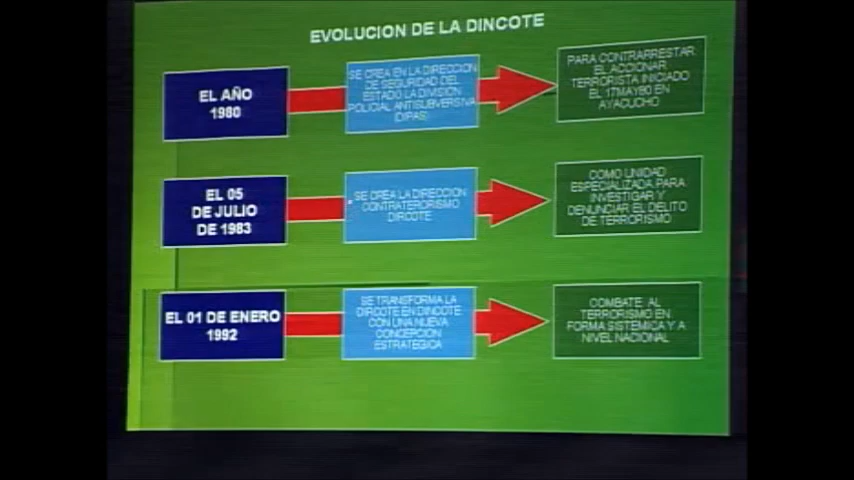 EVOLUCION DE LA DINCOTE
EL AÑO
1980
SE CREA EN LA DIRECCION
DE SEGURIDAD DEL
ESTADO LA DIVISIÓN
POLICIAL ANTISUBVERSIVA
(DIPAS)
PARA CONTRARRESTAR
EL ACCIONAR
TERRORISTA INICIADO
EL 17MAY80 EN
AYACUCHO
EL 05
DE JULIO
DE 1983
SE CREA LA DIRECCION
CONTRATERORISMO
DIRCOTE
COMO UNIDAD
ESPECIALIZADA PARA
INVESTIGAR Y
DENUNCIAR EL DELITO
DE TERRORISMO
EL 01 DE ENERO
1992
SE TRANSFORMA LA
DIRCOTE EN DINCOTE
CON UNA NUEVA
CONCEPCION
ESTRATEGICA
COMBATE AL
TERRORISMO EN
FORMA SISTEMICA Y A
NIVEL NACIONAL